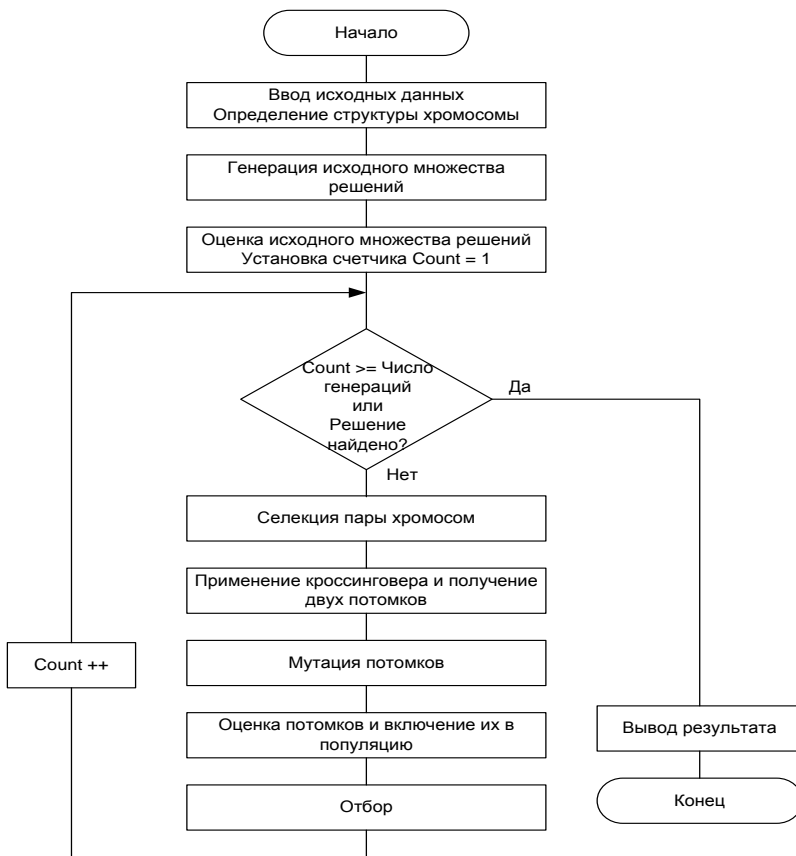 Начало
Ввод исходных данных
Определение структуры хромосомы
Генерация исходного множества
решений
Оценка исходного множества решений
Установка счетчика Count = 1
Count >= Число
генераций
или
Решение
найдено?
Да
Нет
Селекция пары хромосом
Применение кроссинговера и получение
двух потомков
Count ++
Мутация потомков
Оценка потомков и включение их в
популяцию
Вывод результата
Отбор
Конец